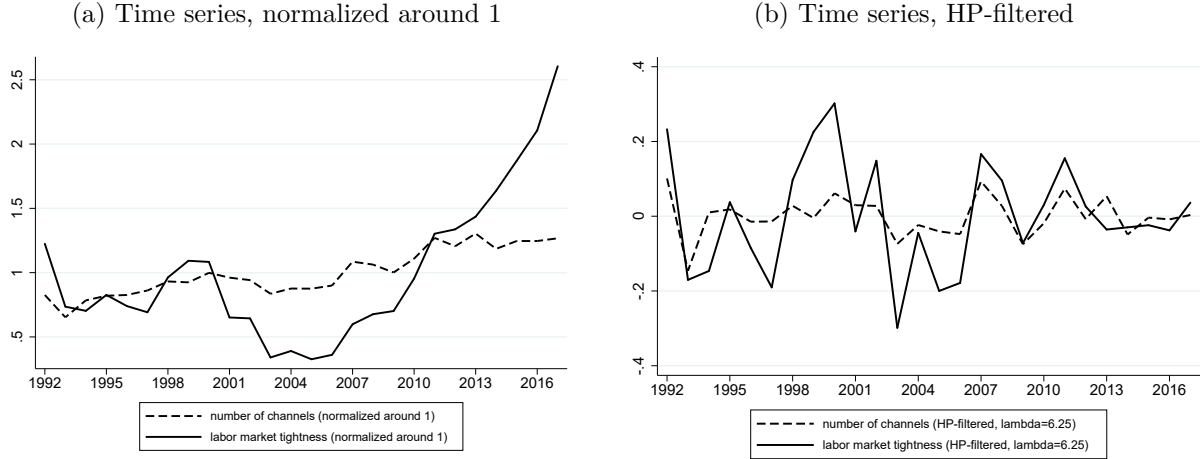 (a) Time series, normalized around 1
2.5
2
1.5
1
.5
1992 1995 1998 2001 2004 2007 2010 2013 2016
number of channels (normalized around 1)
labor market tightness (normalized around 1)
(b) Time series, HP-filtered
.4
.2
0
-.2
-.4
1992 1995 1998 2001 2004 2007 2010 2013 2016
number of channels (HP-filtered, lambda=6.25)
labor market tightness (HP-filtered, lambda=6.25)